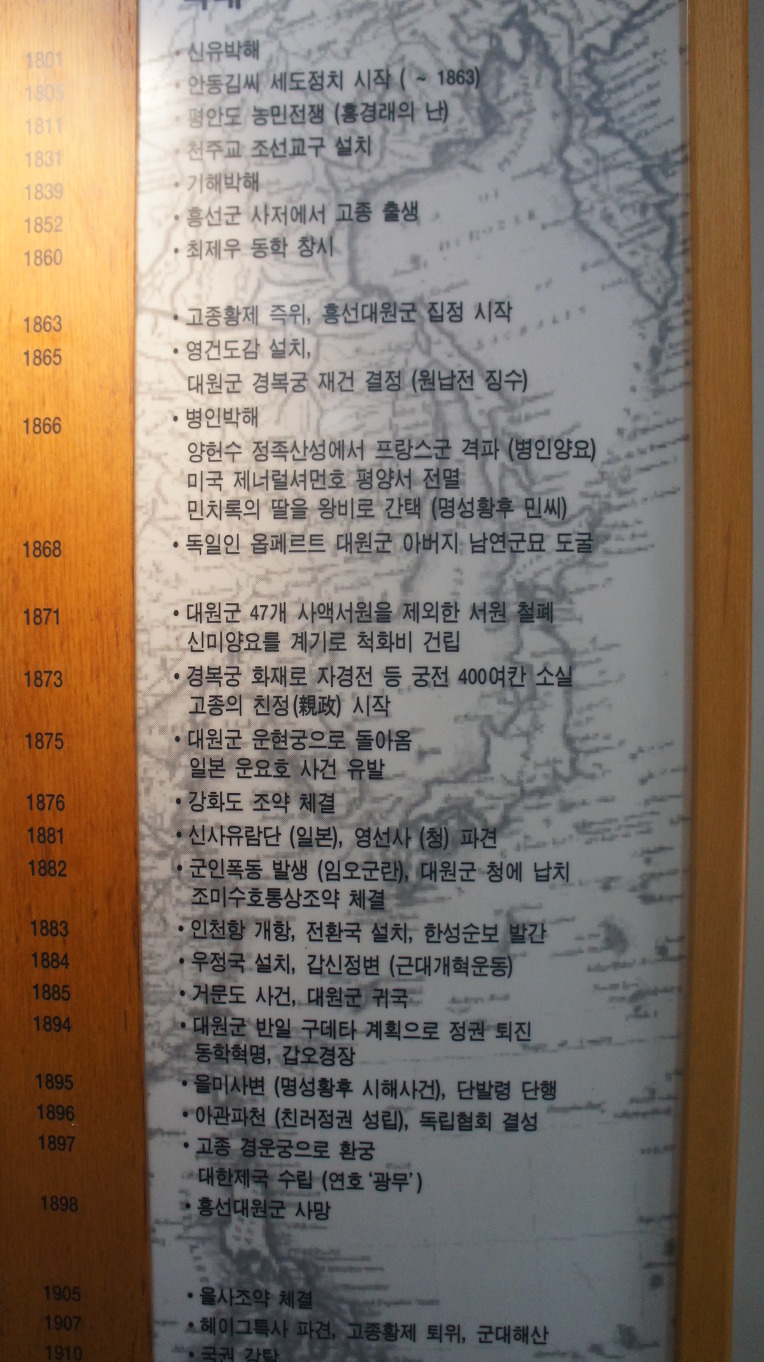 1801 • 신유박해
1805 • 안동김씨 세도정치 시작 ( ~ 1863)
1811 • 평안도 농민전쟁 (홍경래의 난)
1831 • 천주교 조선교구 설치
1839 • 기해박해
1852 • 흥선군 사저에서 고종 출생
1860 • 최제우 동학 창시
1863 • 고종황제 즉위, 흥선대원군 집정 시작
1865 • 영건도감 설치,
대원군 경복궁 재건 결정 (원납전 징수)
1866 • 병인박해
양헌수 정족산성에서 프랑스군 격파 (병인양요)
미국 제너럴셔먼호 평양서 전멸
민치록의 딸을 왕비로 간택 (명성황후 민씨)
1868 • 독일인 옵페르트 대원군 아버지 남연군묘 도굴
1871 • 대원군 47개 사액서원을 제외한 서원 철폐
신미양요를 계기로 척화비 건립
1873 • 경복궁 화재로 자경전 등 궁전 400여칸 소실
고종의 친정(親政) 시작
1875 • 대원군 운현궁으로 돌아옴
일본 운요호 사건 유발
1876 • 강화도 조약 체결
1881 • 신사유람단 (일본), 영선사 (청) 파견
1882 • 군인폭동 발생 (임오군란), 대원군 청에 납치
조미수호통상조약 체결
1883 • 인천항 개항, 전환국 설치, 한성순보 발간
1884 • 우정국 설치, 갑신정변 (근대개혁운동)
1885 • 거문도 사건, 대원군 귀국
1894 • 대원군 반일 구데타 계획으로 정권 퇴진
동학혁명, 갑오경장
1895 • 을미사변 (명성황후 시해사건), 단발령 단행
1896 • 아관파천 (친러정권 성립), 독립협회 결성
1897 • 고종 경운궁으로 환궁
대한제국 수립 (연호 ‘광무’ )
1898 • 흥선대원군 사망
1905 • 을사조약 체결
1907 • 헤이그특사 파견, 고종황제 퇴위, 군대해산
1910 • 국권 강탈